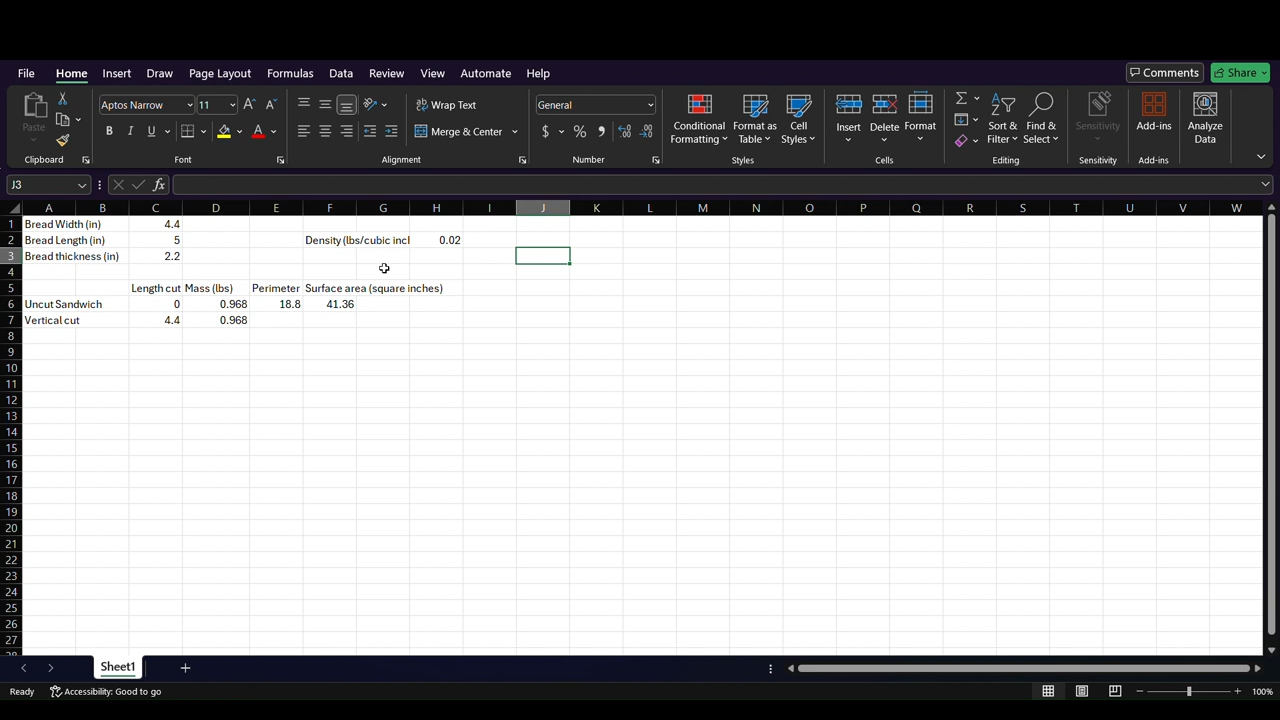 File Home Insert Draw Page Layout Formulas Data Review View Automate Help Comments Share
Paste Aptos Narrow 11 A A Wrap Text General Conditional Formatting Format as Table Cell Styles Insert Delete Format Sort & Filter Find & Select Sensitivity Add-ins Analyze Data
B I U A Merge & Center $ % 9
Clipboard Font Alignment Number Styles Cells Editing Sensitivity Add-ins
J3 fx
A B C D E F G H I J K L M N O P Q R S T U V W
1 Bread Width (in) 4.4
2 Bread Length (in) 5 Density (lbs/cubic incl 0.02
3 Bread thickness (in) 2.2
4
5 Length cut Mass (lbs) Perimeter Surface area (square inches)
6 Uncut Sandwich 0 0.968 18.8 41.36
7 Vertical cut 4.4 0.968
8
9
10
11
12
13
14
15
16
17
18
19
20
21
22
23
24
25
26
27
Sheet1
Ready Accessibility: Good to go 100%